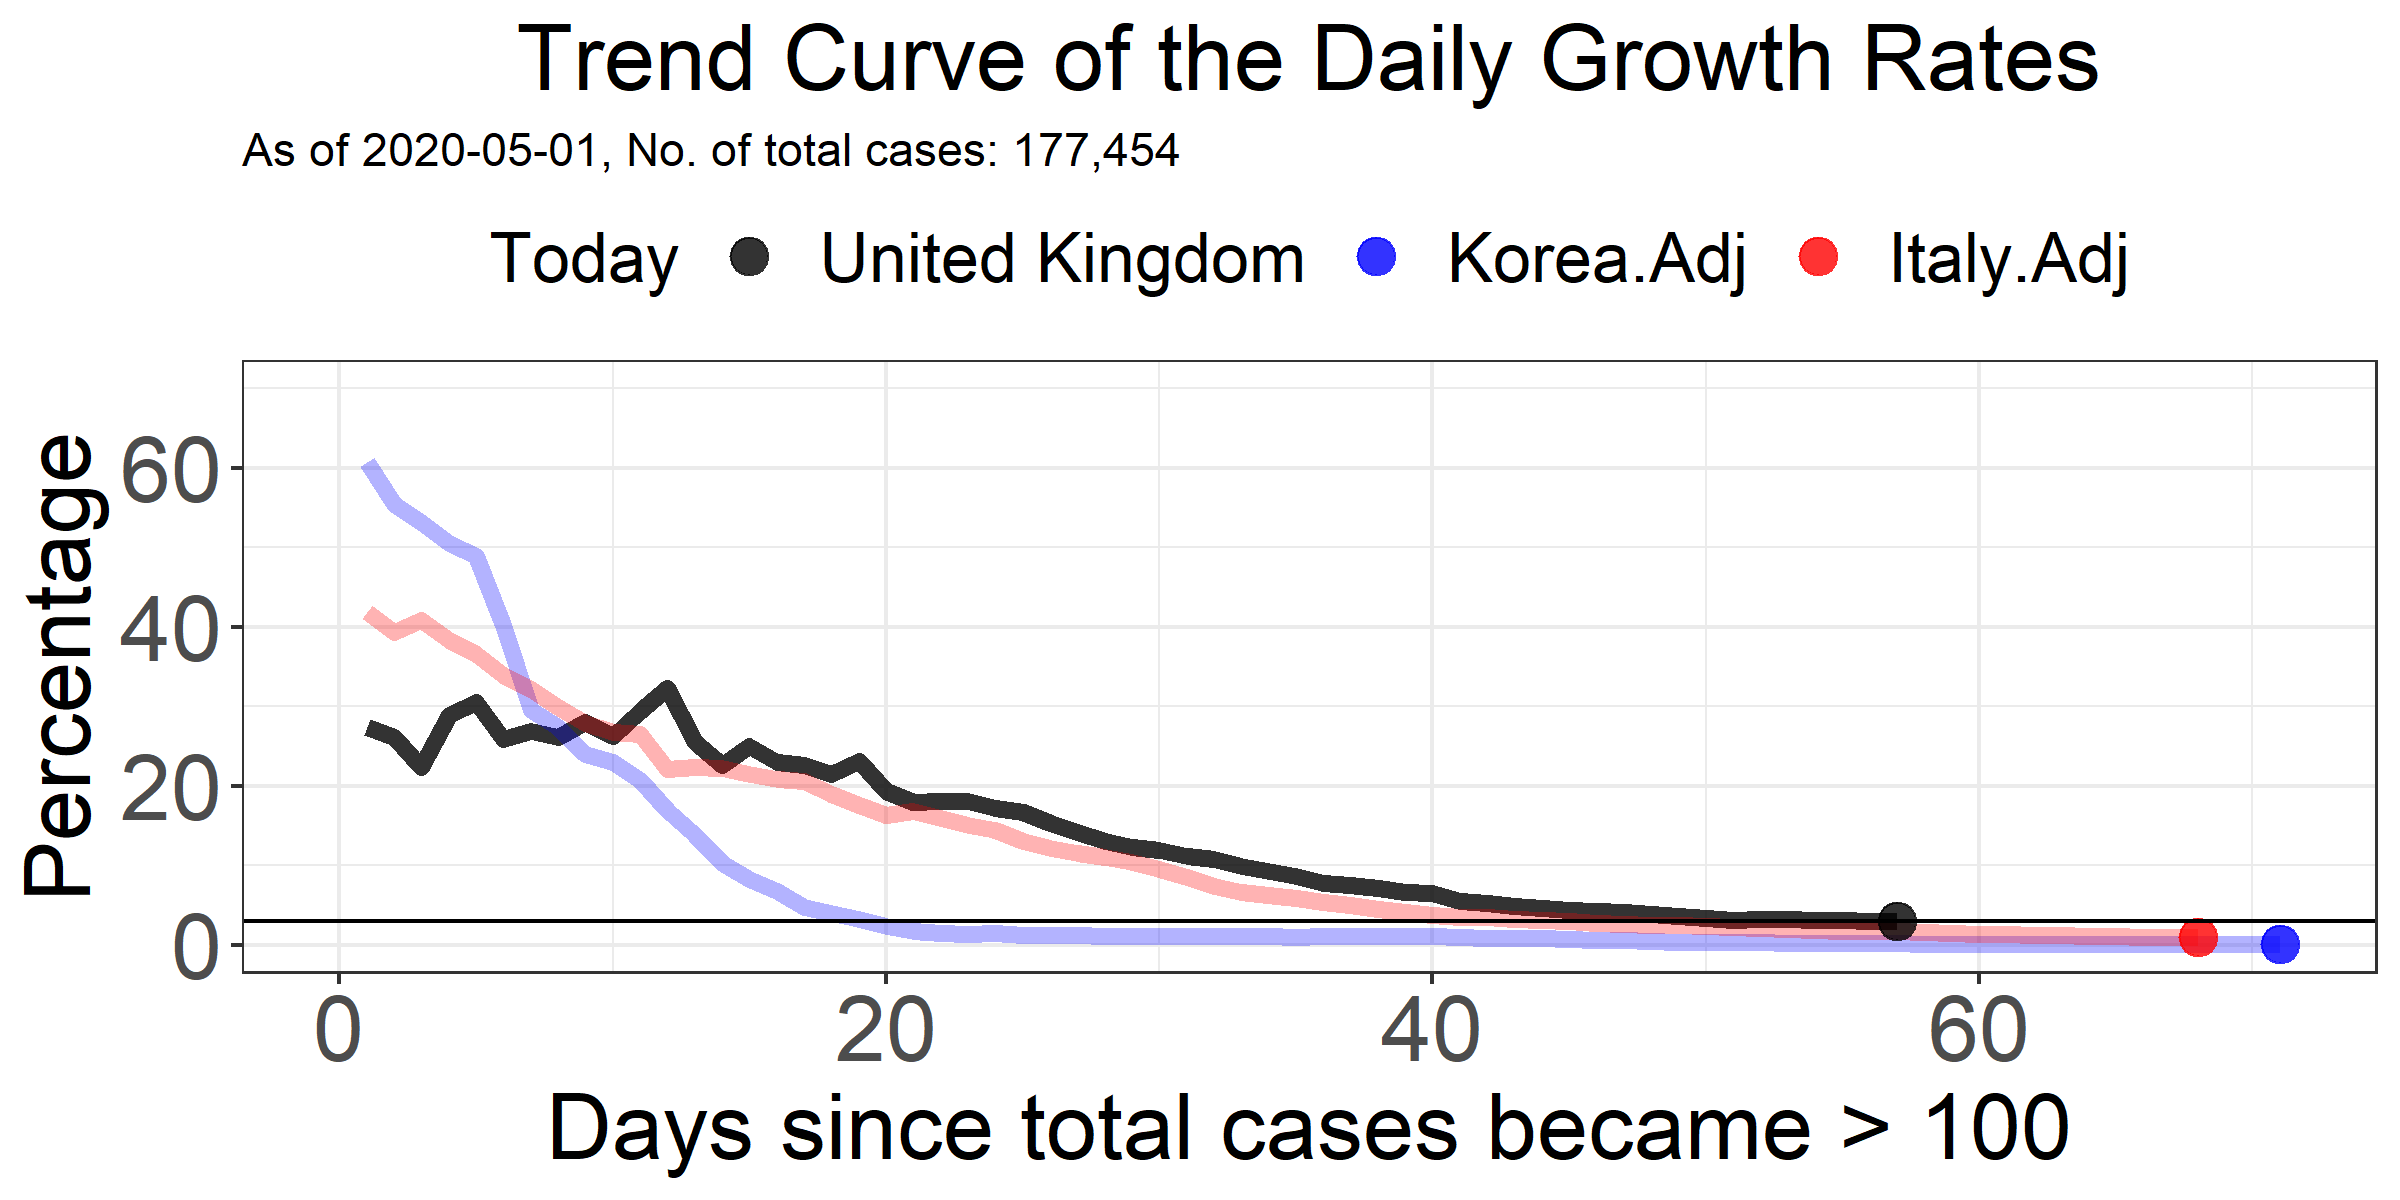 Trend Curve of the Daily Growth Rates
As of 2020-05-01, No. of total cases: 177,454
Today United Kingdom Korea.Adj Italy.Adj
Percentage
60
40
20
0
0 20 40 60
Days since total cases became > 100